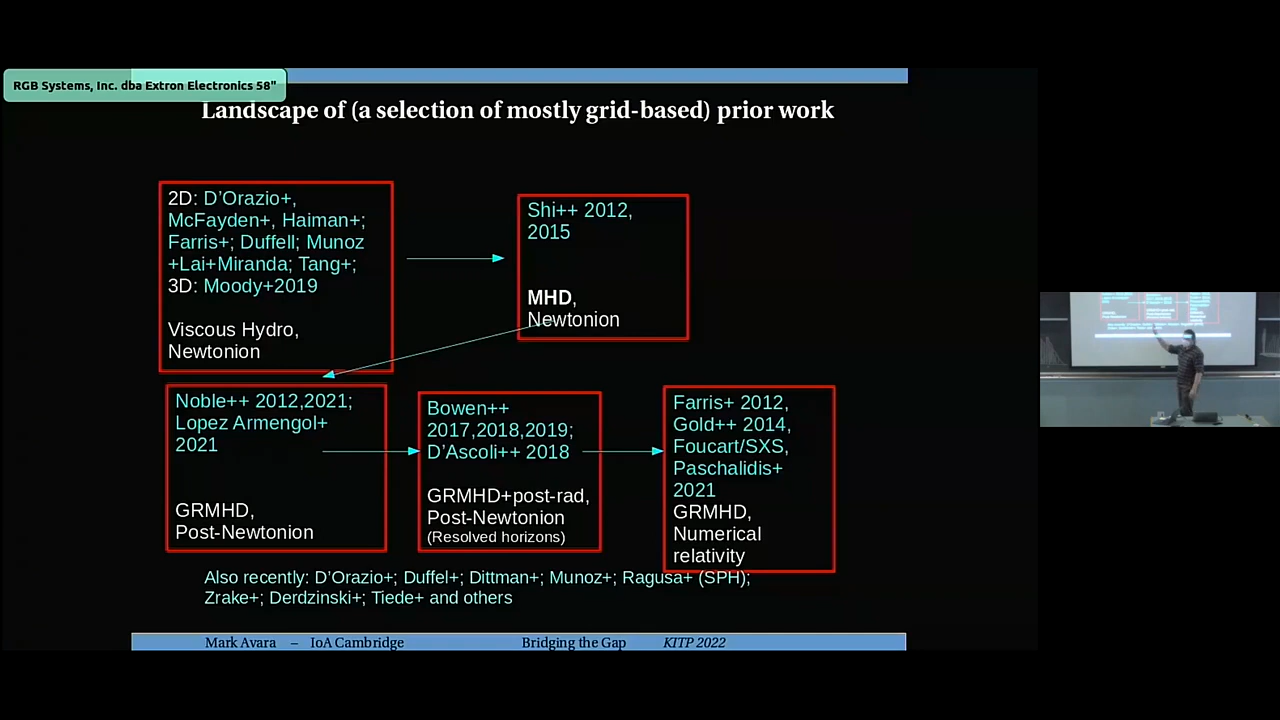 RGB Systems, Inc. dba Extron Electronics 58"
Landscape of (a selection of mostly grid-based) prior work
2D: D'Orazio+,
McFayden+, Haiman+;
Farris+; Duffell; Munoz
+Lai+Miranda; Tang+;
3D: Moody+2019
Viscous Hydro,
Newtonion
Shi++ 2012,
2015
MHD,
Newtonion
Noble++ 2012,2021;
Lopez Armengol+
2021
GRMHD,
Post-Newtonion
Bowen++
2017,2018,2019;
D'Ascoli++ 2018
GRMHD+post-rad,
Post-Newtonion
(Resolved horizons)
Farris+ 2012,
Gold++ 2014,
Foucart/SXS,
Paschalidis+
2021
GRMHD,
Numerical
relativity
Also recently: D'Orazio+; Duffel+; Dittman+; Munoz+; Ragusa+ (SPH);
Zrake+; Derdzinski+; Tiede+ and others
Mark Avara – IoA Cambridge Bridging the Gap KITP 2022